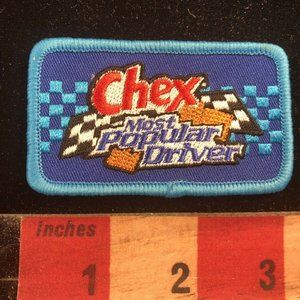 Chex
Most
Popular
Driver
inches
1 2 3